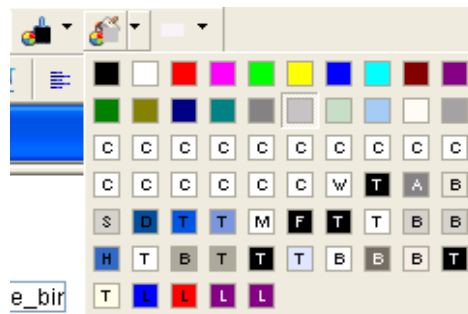 C C C C C C C C C C
C C C C C C W T A B
S D T T M F T T B B
H T B T T T B B B T
e_bir T L L L L